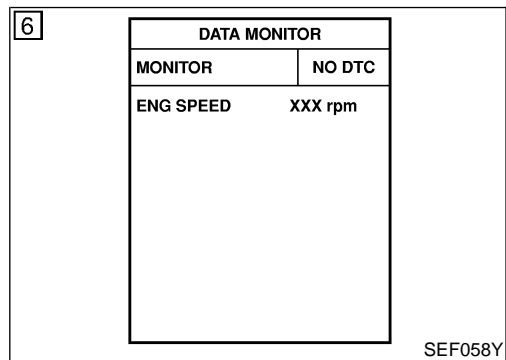 6
DATA MONITOR
MONITOR NO DTC
ENG SPEED XXX rpm
SEF058Y